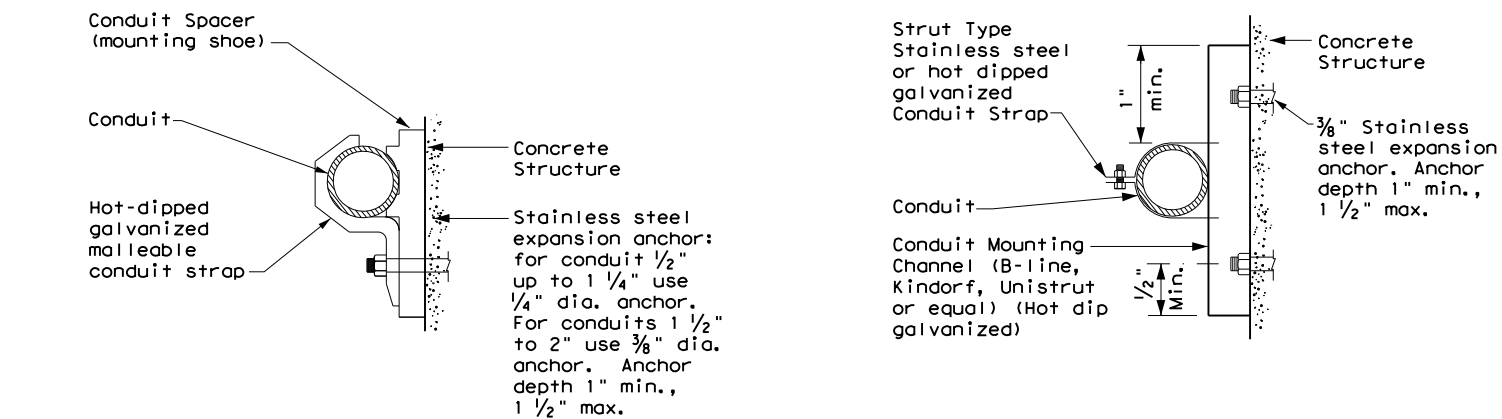 Conduit Spacer
(mounting shoe)
Conduit
Hot-dipped
galvanized
malleable
conduit strap
Concrete
Structure
Stainless steel
expansion anchor:
for conduit ½"
up to 1 ¼" use
¼" dia. anchor.
For conduits 1 ½"
to 2" use ⅜" dia.
anchor. Anchor
depth 1" min.,
1 ½" max.
Strut Type
Stainless steel
or hot dipped
galvanized
Conduit Strap
1"
min.
Concrete
Structure
⅜" Stainless
steel expansion
anchor. Anchor
depth 1" min.,
1 ½" max.
Conduit
Conduit Mounting
Channel (B-line,
Kindorf, Unistrut
or equal) (Hot dip
galvanized)
½"
Min.